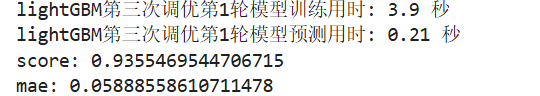 lightGBM第三次调优第1轮模型训练用时: 3.9 秒
lightGBM第三次调优第1轮模型预测用时: 0.21 秒
score: 0.9355469544706715
mae: 0.05888558610711478